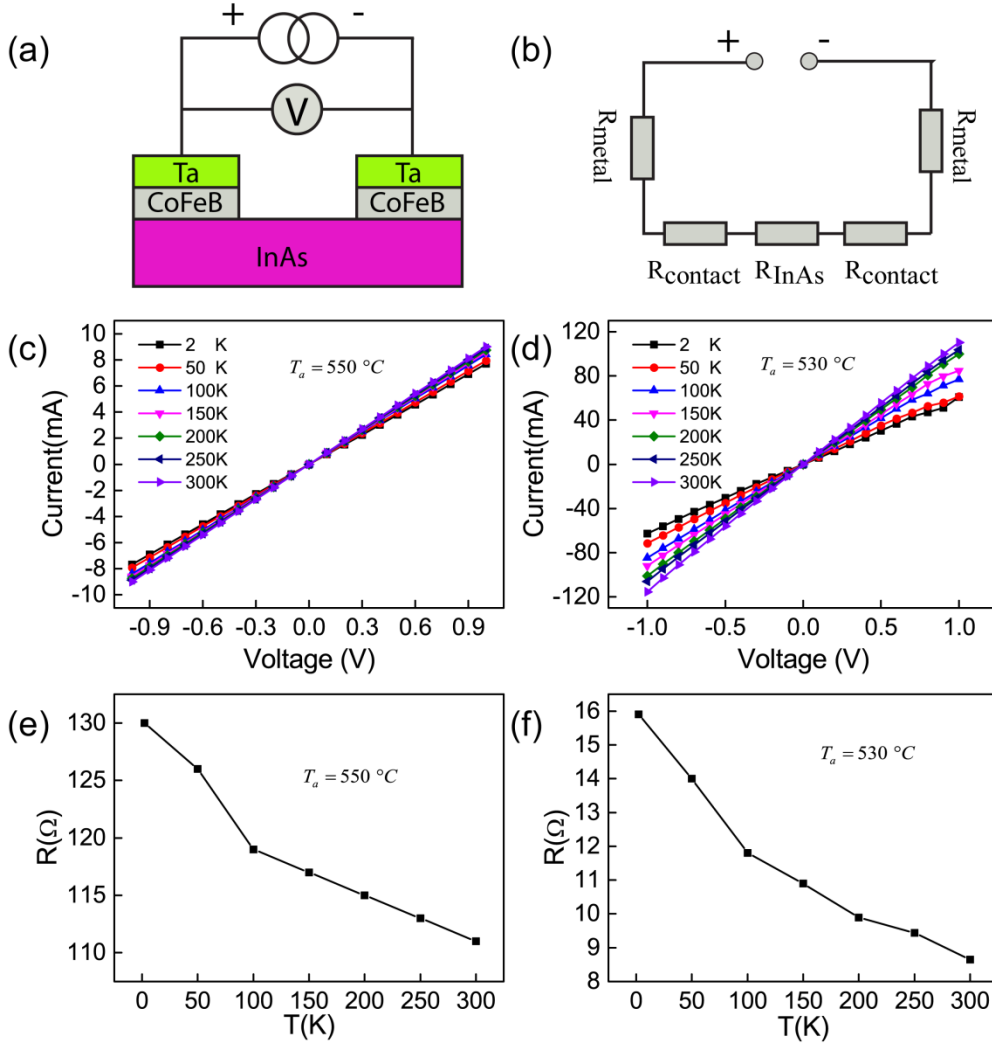 (a)
+ -
V
Ta
Ta
CoFeB
CoFeB
InAs
(b)
+ -
Rmetal
Rmetal
Rcontact
RInAs
Rcontact
(c)
Current(mA)
10
8
6
4
2
0
-2
-4
-6
-8
-10
2 K
50 K
100K
150K
200K
250K
300K
Ta = 550 °C
-0.9 -0.6 -0.3 0.0 0.3 0.6 0.9
Voltage (V)
(d)
Current(mA)
120
80
40
0
-40
-80
-120
2 K
50 K
100K
150K
200K
250K
300K
Ta = 530 °C
-1.0 -0.5 0.0 0.5 1.0
Voltage (V)
(e)
R(Ω)
130
125
120
115
110
Ta = 550 °C
0 50 100 150 200 250 300
T(K)
(f)
R(Ω)
16
15
14
13
12
11
10
9
8
Ta = 530 °C
0 50 100 150 200 250 300
T(K)